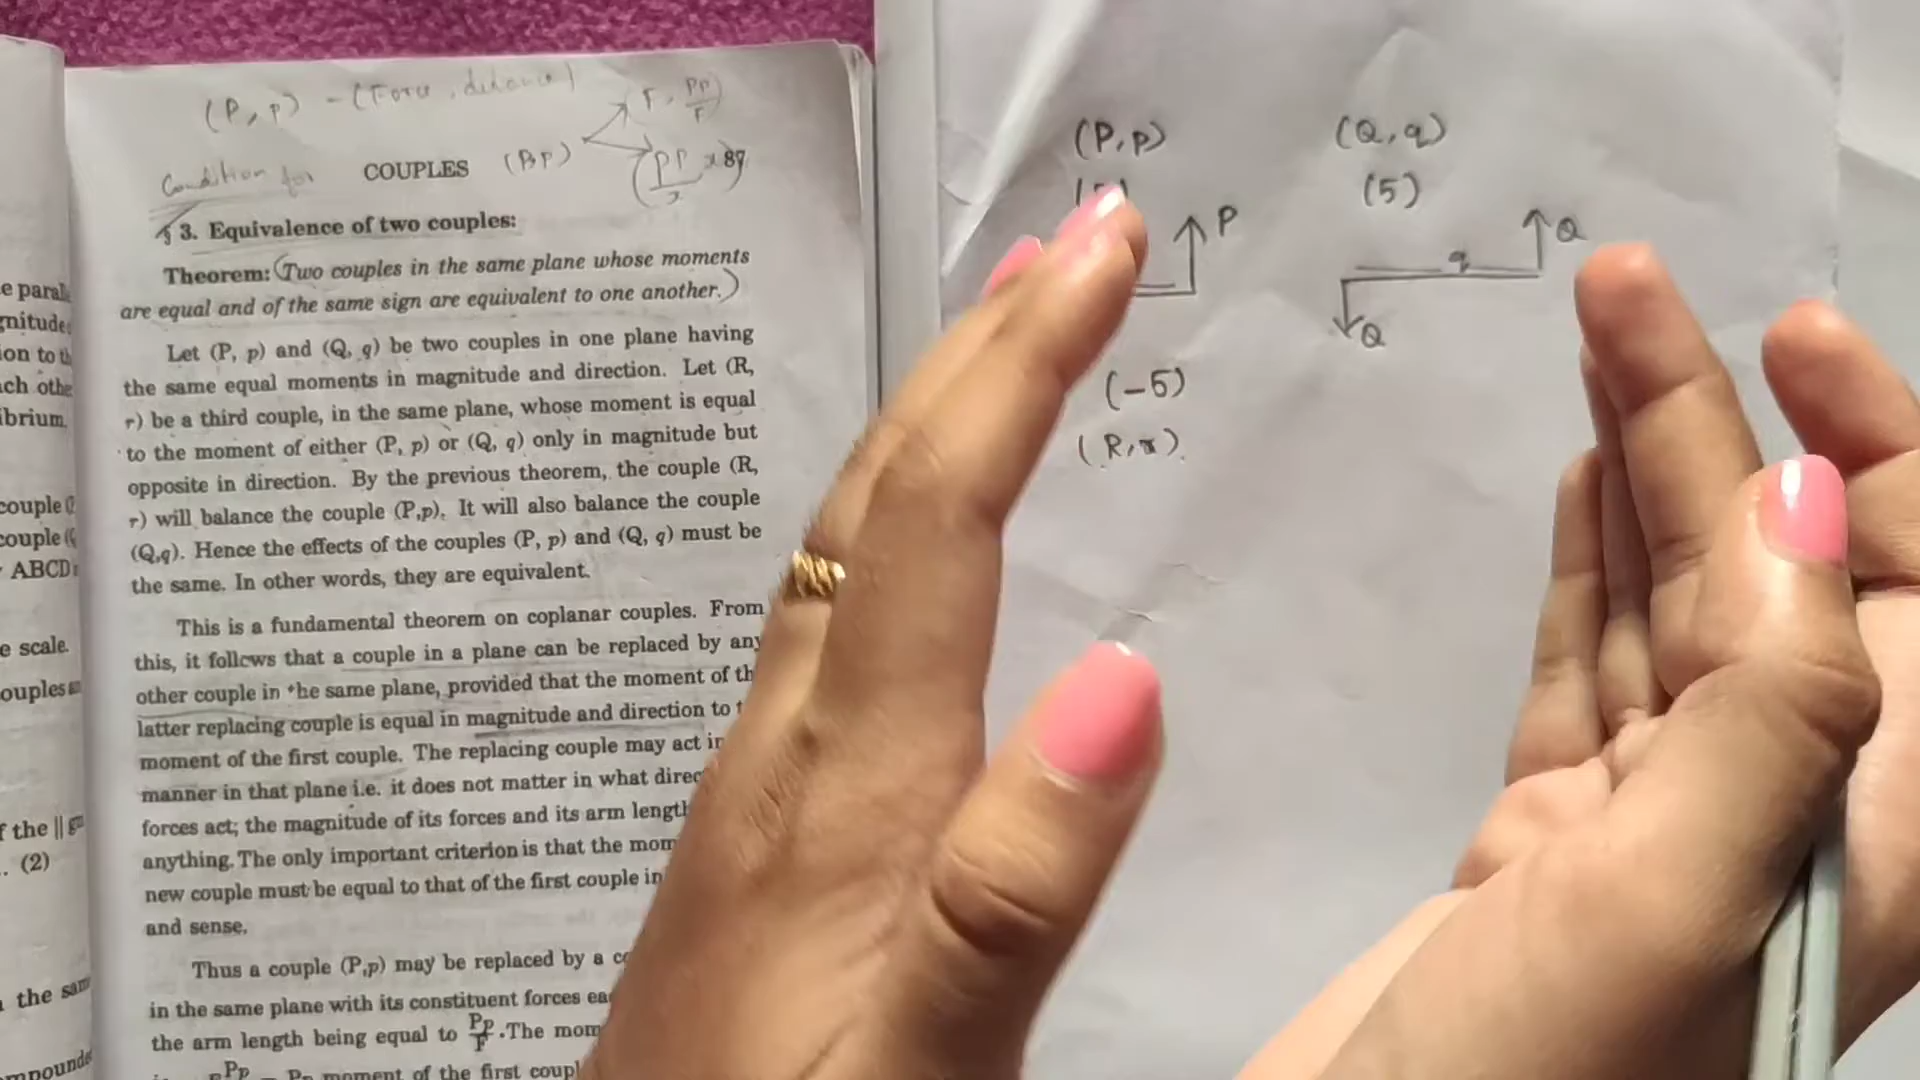 e paral
gnitude
ion to th
ach othe
ibrium.
couple (
couple (
ABCD
e scale.
ouples
f the || gm
.. (2)
the sam
mpounde
(P, p) - (Force, distance)
F, Pp/F
Condition for COUPLES (Pp) 87
§ 3. Equivalence of two couples:
Theorem: (Two couples in the same plane whose moments
are equal and of the same sign are equivalent to one another.)
Let (P, p) and (Q, q) be two couples in one plane having
the same equal moments in magnitude and direction. Let (R,
r) be a third couple, in the same plane, whose moment is equal
to the moment of either (P, p) or (Q, q) only in magnitude but
opposite in direction. By the previous theorem, the couple (R,
r) will balance the couple (P,p). It will also balance the couple
(Q,q). Hence the effects of the couples (P, p) and (Q, q) must be
the same. In other words, they are equivalent.
This is a fundamental theorem on coplanar couples. From
this, it follows that a couple in a plane can be replaced by any
other couple in the same plane, provided that the moment of th
latter replacing couple is equal in magnitude and direction to t
moment of the first couple. The replacing couple may act in
manner in that plane i.e. it does not matter in what direc
forces act; the magnitude of its forces and its arm length
anything. The only important criterion is that the mom
new couple must be equal to that of the first couple in
and sense.
Thus a couple (P,p) may be replaced by a co
in the same plane with its constituent forces ea
the arm length being equal to Pp/F. The mom
Pp moment of the first coupl
(P, p) (Q, q)
(5)
P
q Q
Q
(-5)
(R, r)